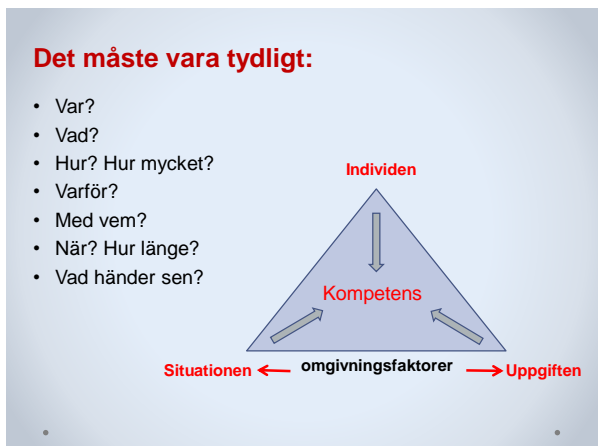 Det måste vara tydligt:
• Var?
• Vad?
• Hur? Hur mycket?
• Varför?
• Med vem?
• När? Hur länge?
• Vad händer sen?
Individen
Kompetens
Situationen omgivningsfaktorer Uppgiften